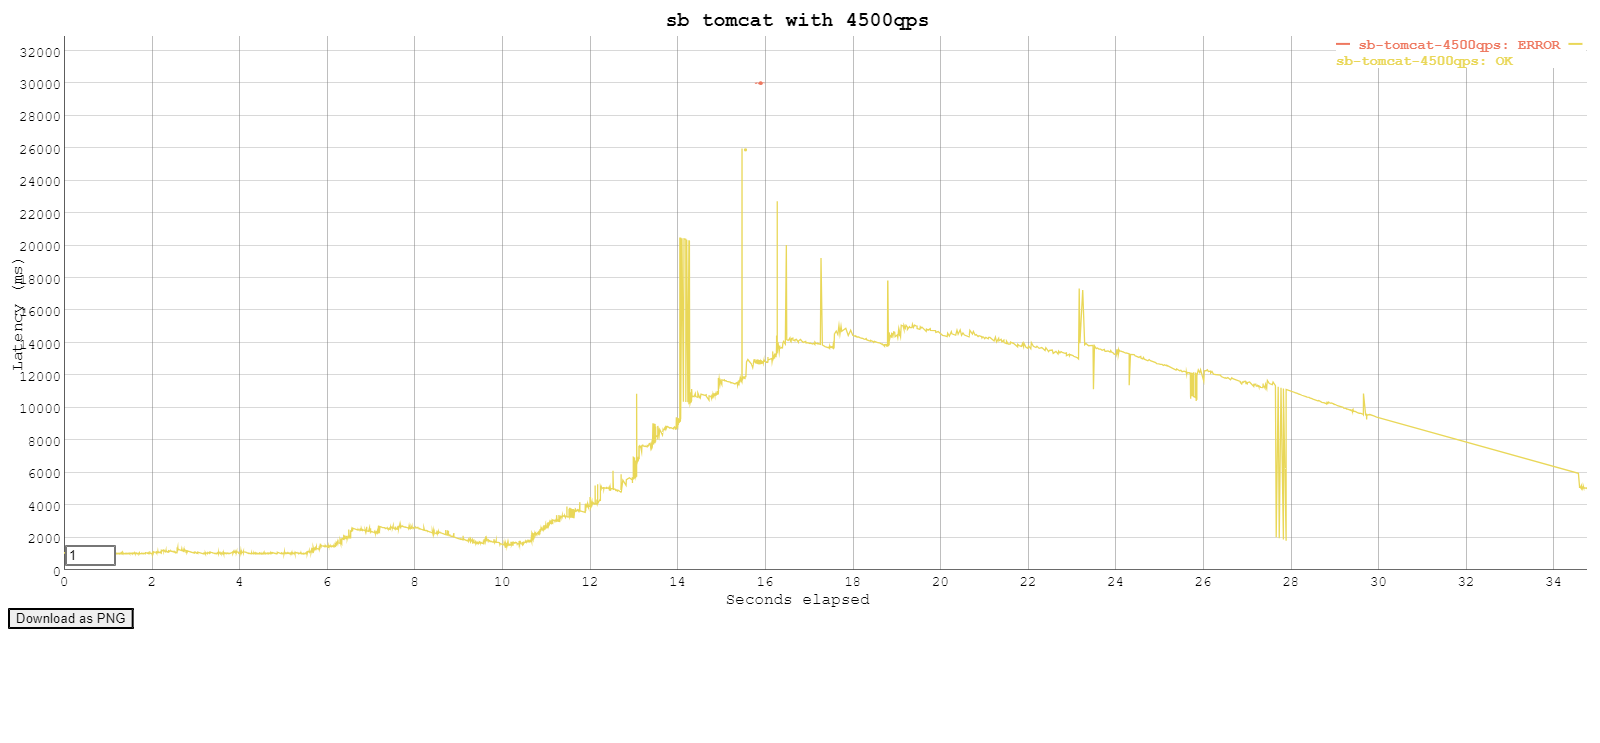 sb tomcat with 4500qps
sb-tomcat-4500qps: ERROR
sb-tomcat-4500qps: OK
Latency (ms)
32000
30000
28000
26000
24000
22000
20000
18000
16000
14000
12000
10000
8000
6000
4000
2000
0
1
0 2 4 6 8 10 12 14 16 18 20 22 24 26 28 30 32 34
Seconds elapsed
Download as PNG